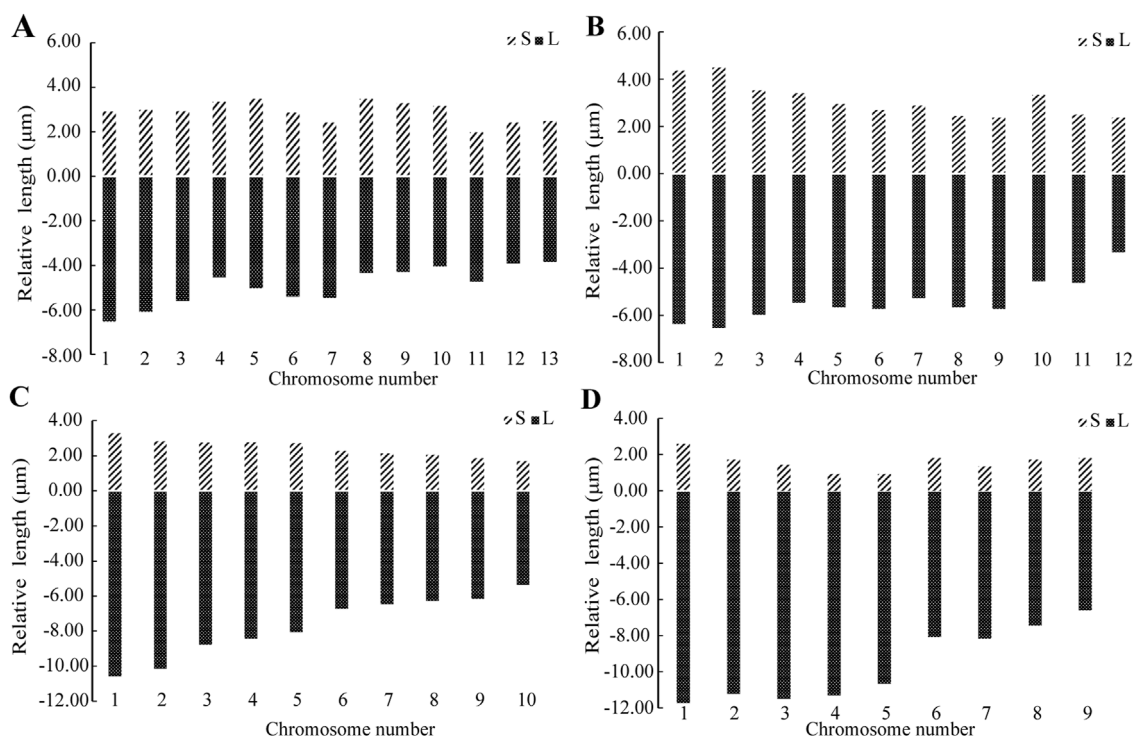 A
S L
6.00
4.00
2.00
0.00
-2.00
-4.00
-6.00
-8.00
Relative length (μm)
1 2 3 4 5 6 7 8 9 10 11 12 13
Chromosome number
B
S L
6.00
4.00
2.00
0.00
-2.00
-4.00
-6.00
-8.00
Relative length (μm)
1 2 3 4 5 6 7 8 9 10 11 12
Chromosome number
C
S L
4.00
2.00
0.00
-2.00
-4.00
-6.00
-8.00
-10.00
-12.00
Relative length (μm)
1 2 3 4 5 6 7 8 9 10
Chromosome number
D
S L
4.00
2.00
0.00
-2.00
-4.00
-6.00
-8.00
-10.00
-12.00
Relative length (μm)
1 2 3 4 5 6 7 8 9
Chromosome number